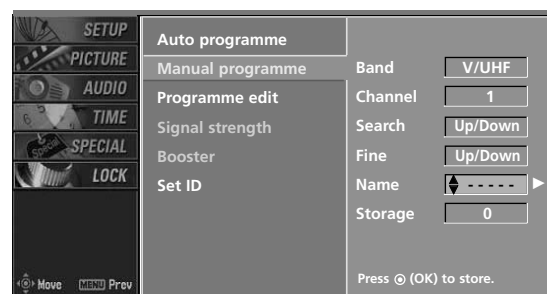 SETUP
PICTURE
AUDIO
TIME
SPECIAL
LOCK
Move MENU Prev
Auto programme
Manual programme
Programme edit
Signal strength
Booster
Set ID
Band V/UHF
Channel 1
Search Up/Down
Fine Up/Down
Name - - - - -
Storage 0
Press (OK) to store.